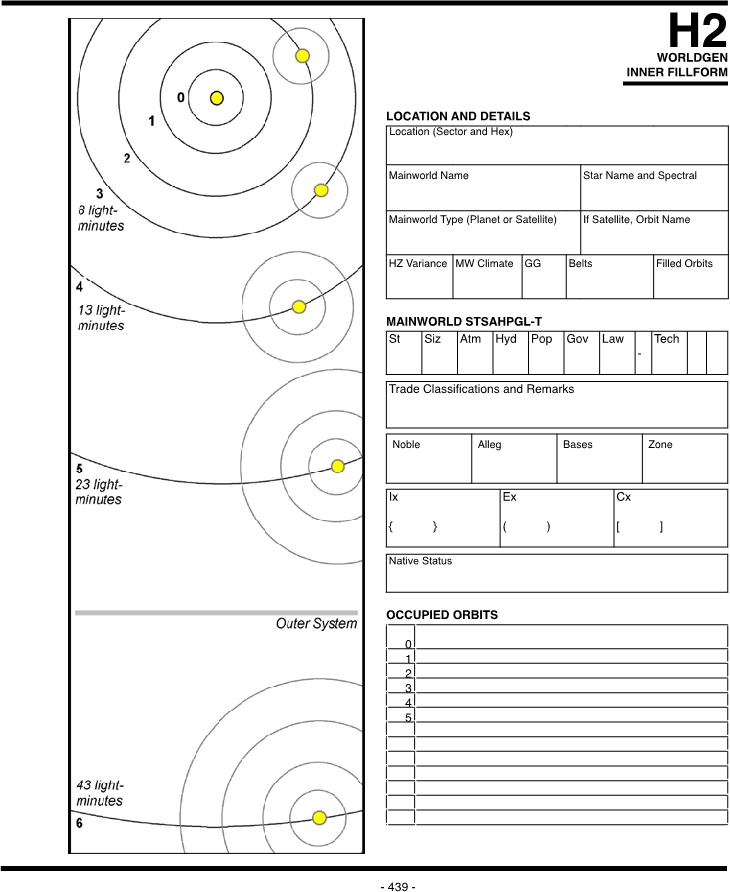 H2
WORLDGEN
INNER FILLFORM
0
1
2
3
8 light-
minutes
4
13 light-
minutes
5
23 light-
minutes
Outer System
43 light-
minutes
6
LOCATION AND DETAILS
Location (Sector and Hex)
Mainworld Name Star Name and Spectral
Mainworld Type (Planet or Satellite) If Satellite, Orbit Name
HZ Variance MW Climate GG Belts Filled Orbits
MAINWORLD STSAHPGL-T
St Siz Atm Hyd Pop Gov Law - Tech
Trade Classifications and Remarks
Noble Alleg Bases Zone
Ix Ex Cx
{ } ( ) [ ]
Native Status
OCCUPIED ORBITS
0
1
2
3
4
5
- 439 -